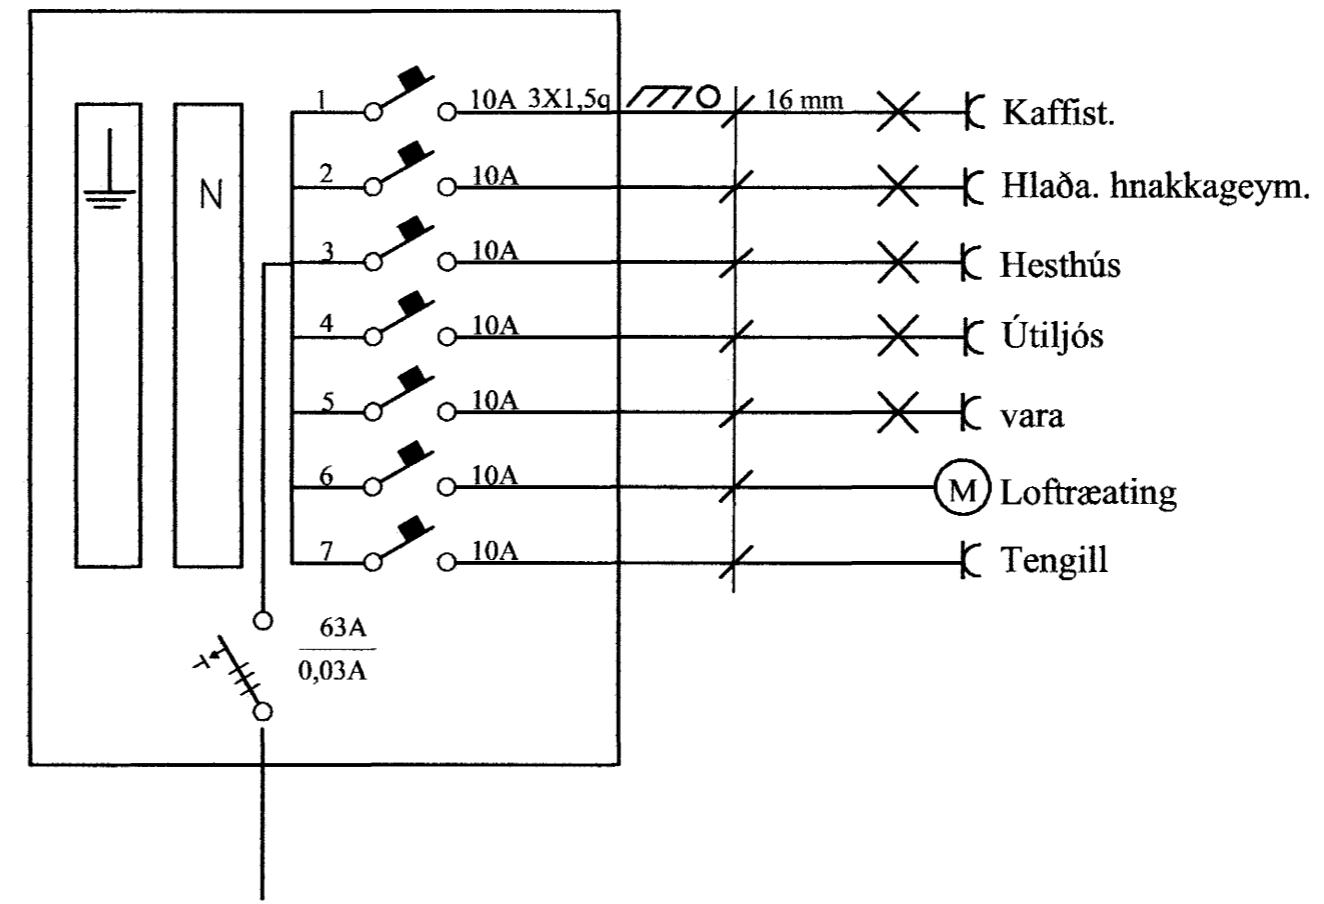 1 10A 3X1,5q 16 mm Kaffist.
2 10A Hlaða. hnakkageym.
N
3 10A Hesthús
4 10A Útiljós
5 10A vara
6 10A M Loftræating
7 10A Tengill
63A
0,03A